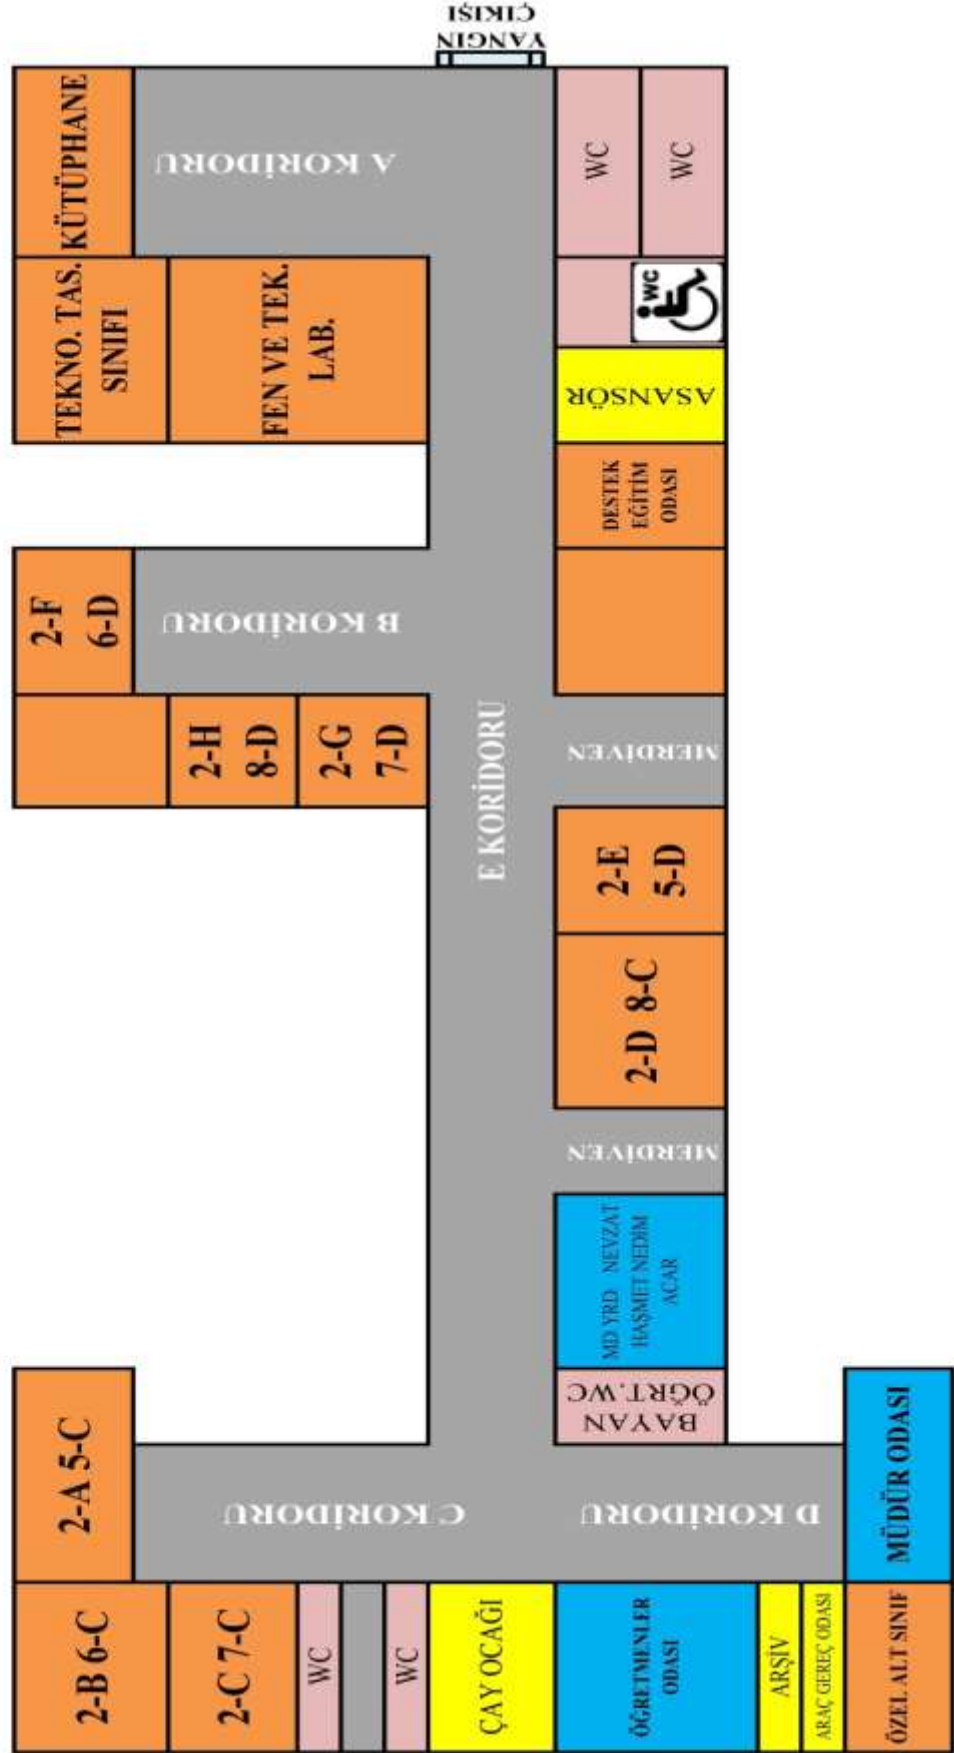 YANGIN
ÇIKIŞI
KÜTÜPHANE
A KORİDORU
WC
WC
TEKNO. TAS.
SINIFI
FEN VE TEK.
LAB.
WC
ASANSÖR
DESTEK
EĞİTİM
ODASI
2-F
6-D
B KORİDORU
2-H
8-D
2-G
7-D
E KORİDORU
MERDİVEN
2-E
5-D
2-D 8-C
MERDİVEN
MD YRD NEVZAT
HAŞMET NEDİM
ACAR
BAYAN
ÖĞRT.WC
2-A 5-C
C KORİDORU
D KORİDORU
MÜDÜR ODASI
2-B 6-C
2-C 7-C
WC
WC
ÇAY OCAĞI
ÖĞRETMENLER
ODASI
ARŞİV
ARAÇ GEREÇ ODASI
ÖZEL ALT SINIF